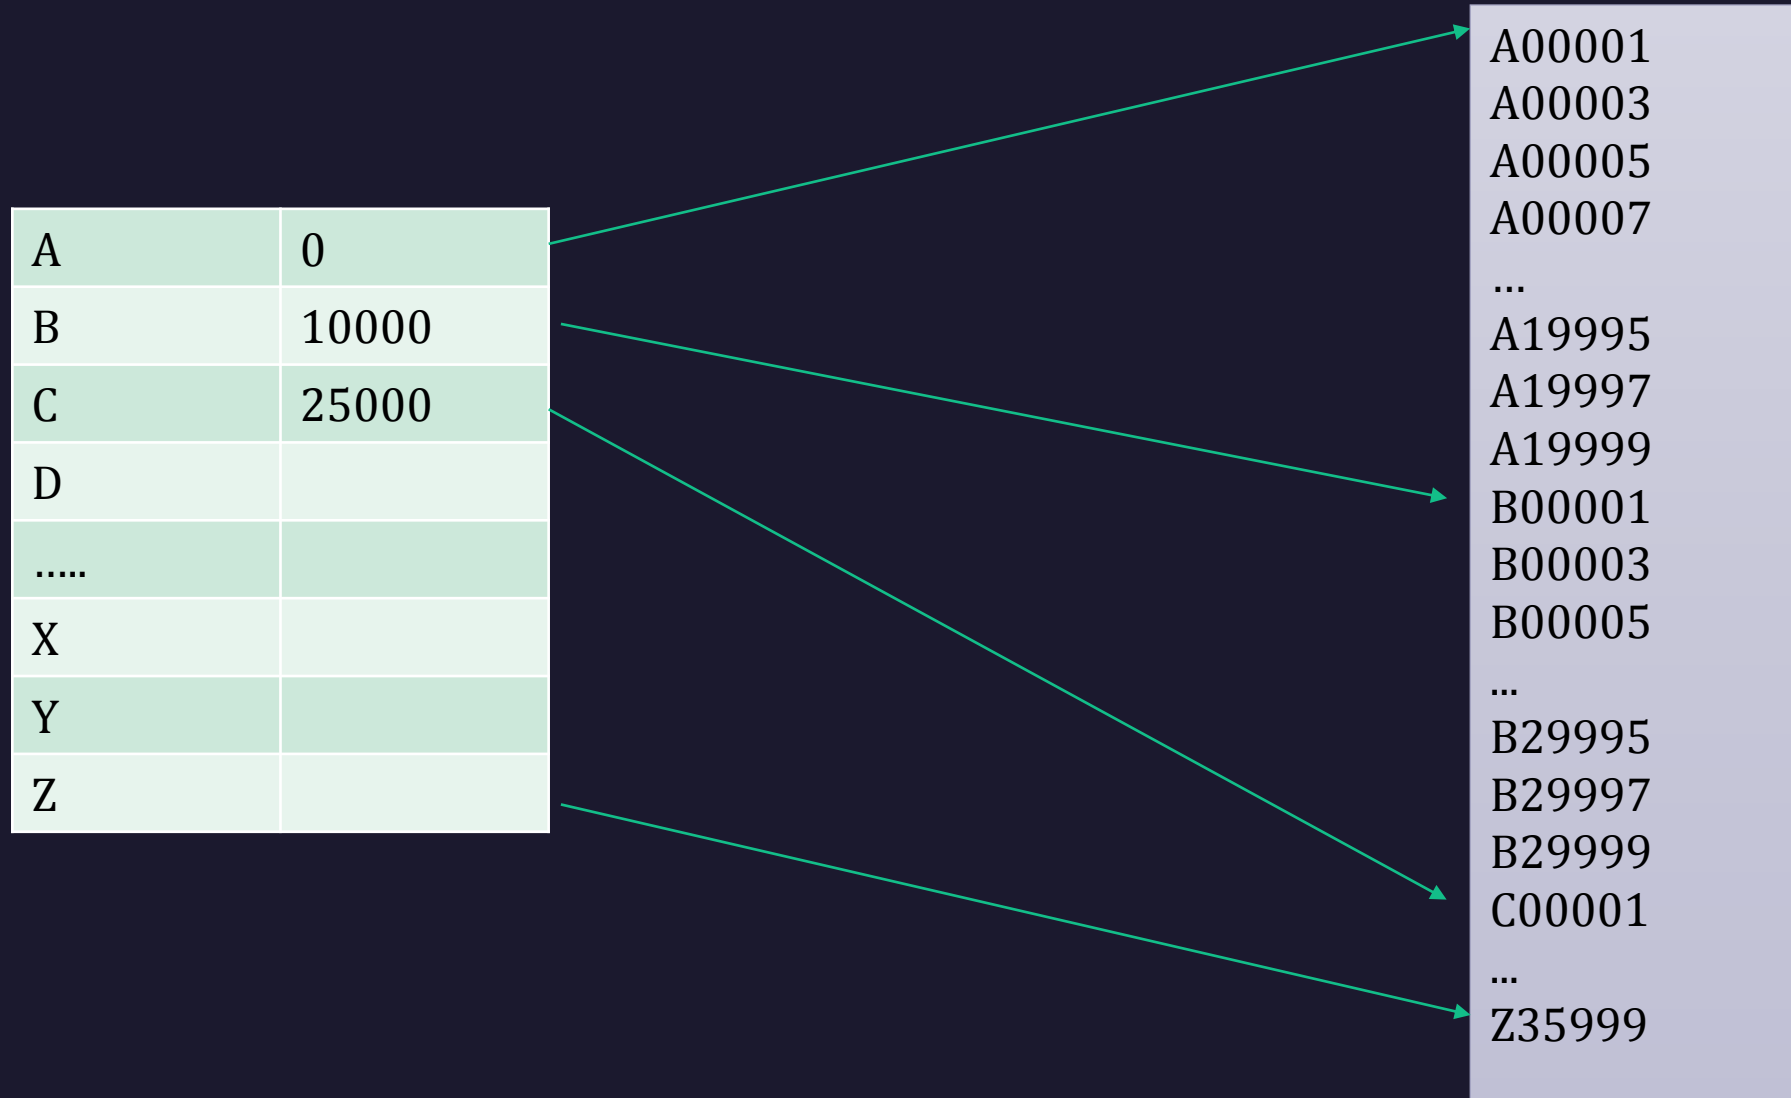 A 0
B 10000
C 25000
D
.....
X
Y
Z
A00001
A00003
A00005
A00007
...
A19995
A19997
A19999
B00001
B00003
B00005
...
B29995
B29997
B29999
C00001
...
Z35999